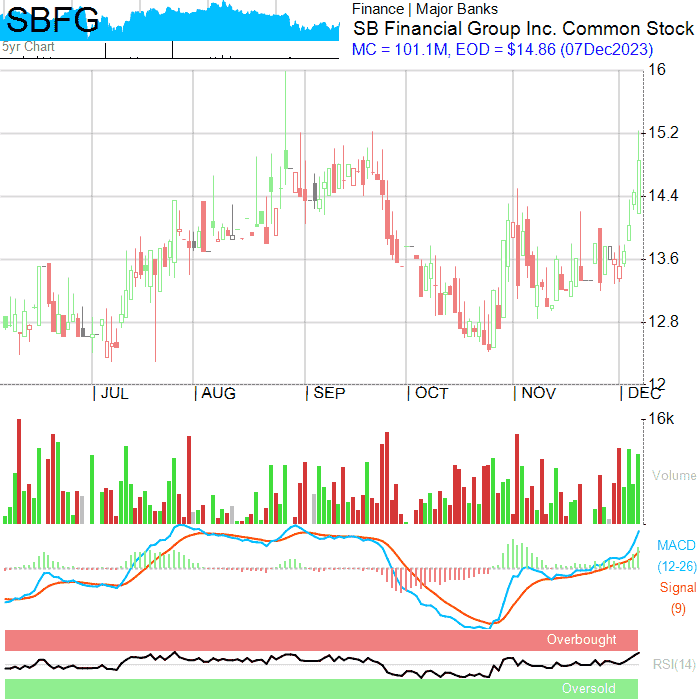 SBFG
5yr Chart
Finance | Major Banks
SB Financial Group Inc. Common Stock
MC = 101.1M, EOD = $14.86 (07Dec2023)
16
15.2
14.4
13.6
12.8
12
| JUL | AUG | SEP | OCT | NOV | DEC
16k
Volume
MACD
(12-26)
Signal
(9)
Overbought
RSI(14)
Oversold